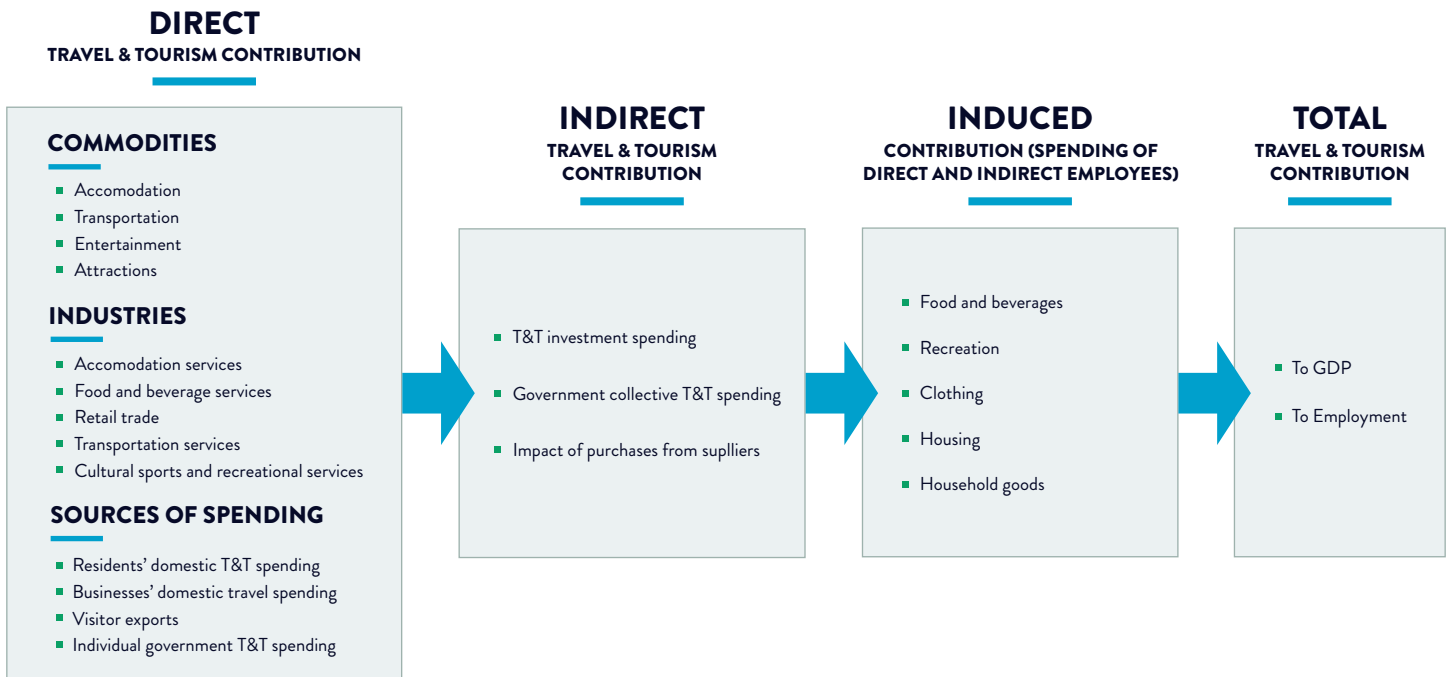 DIRECT
TRAVEL & TOURISM CONTRIBUTION
COMMODITIES
Accomodation
Transportation
Entertainment
Attractions
INDUSTRIES
Accomodation services
Food and beverage services
Retail trade
Transportation services
Cultural sports and recreational services
SOURCES OF SPENDING
Residents’ domestic T&T spending
Businesses’ domestic travel spending
Visitor exports
Individual government T&T spending
INDIRECT
TRAVEL & TOURISM
CONTRIBUTION
T&T investment spending
Government collective T&T spending
Impact of purchases from suplliers
INDUCED
CONTRIBUTION (SPENDING OF
DIRECT AND INDIRECT EMPLOYEES)
Food and beverages
Recreation
Clothing
Housing
Household goods
TOTAL
TRAVEL & TOURISM
CONTRIBUTION
To GDP
To Employment